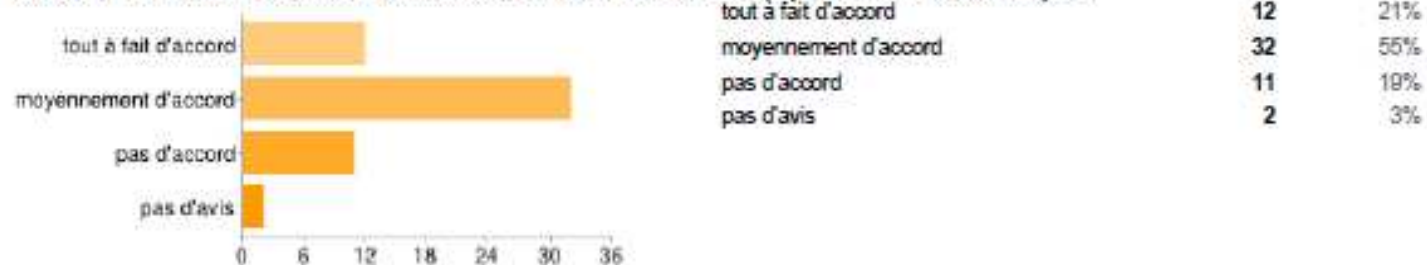 tout à fait d'accord
moyennement d'accord
pas d'accord
pas d'avis
0 6 12 18 24 30 36
tout à fait d'accord 12 21%
moyennement d'accord 32 55%
pas d'accord 11 19%
pas d'avis 2 3%